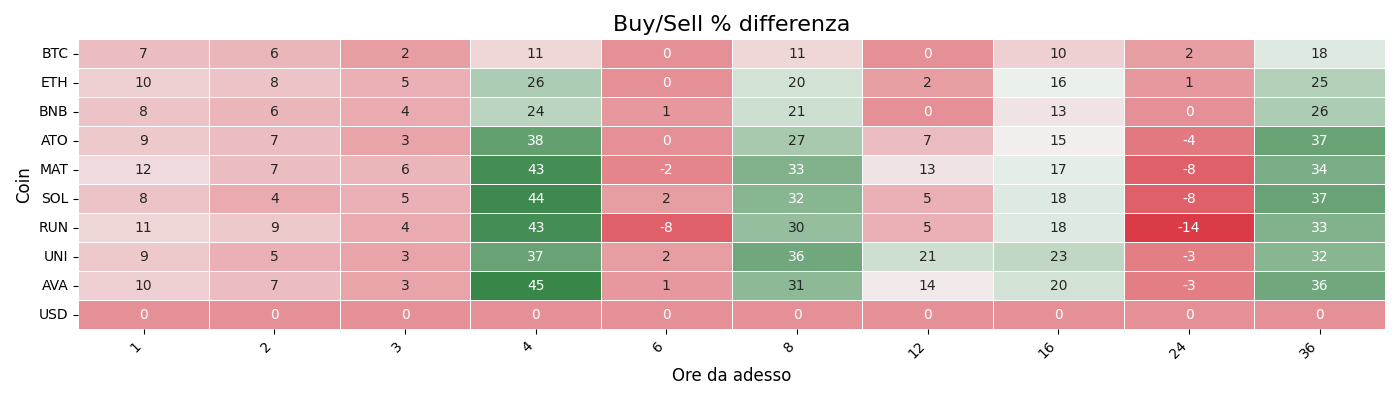 Buy/Sell % differenza
Coin
BTC 7 6 2 11 0 11 0 10 2 18
ETH 10 8 5 26 0 20 2 16 1 25
BNB 8 6 4 24 1 21 0 13 0 26
ATO 9 7 3 38 0 27 7 15 -4 37
MAT 12 7 6 43 -2 33 13 17 -8 34
SOL 8 4 5 44 2 32 5 18 -8 37
RUN 11 9 4 43 -8 30 5 18 -14 33
UNI 9 5 3 37 2 36 21 23 -3 32
AVA 10 7 3 45 1 31 14 20 -3 36
USD 0 0 0 0 0 0 0 0 0 0
1 2 3 4 6 8 12 16 24 36
Ore da adesso